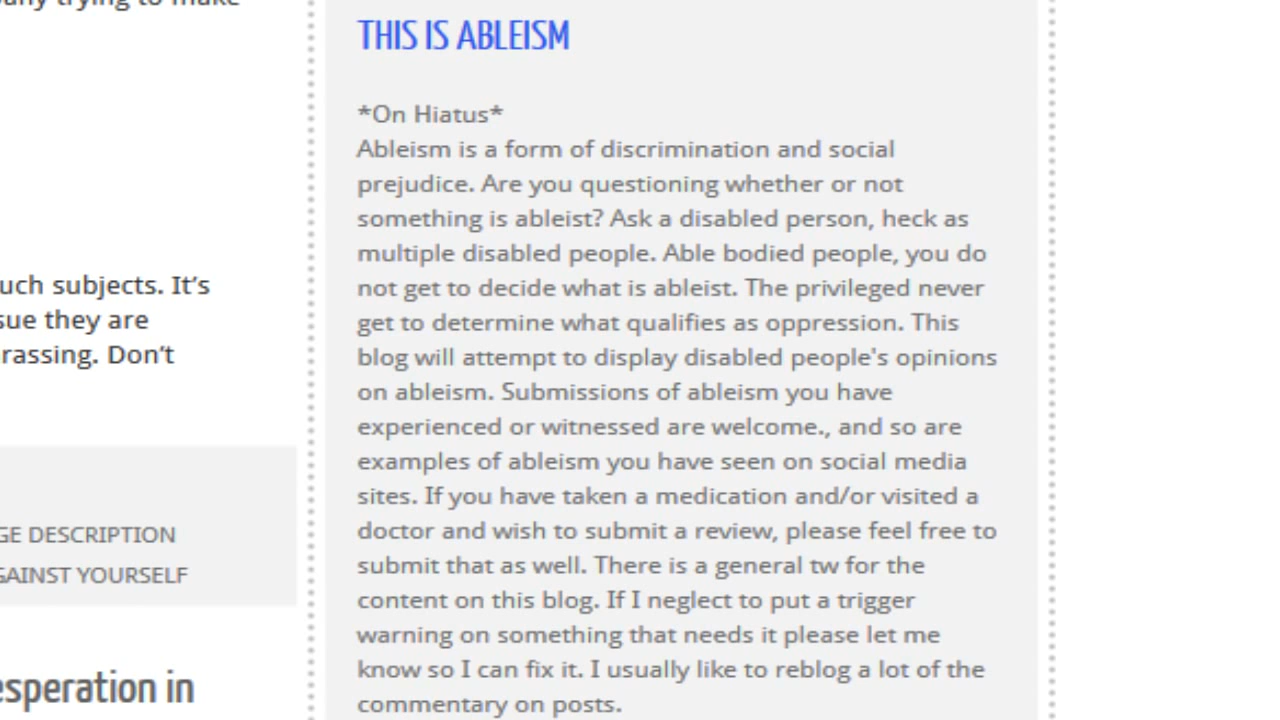 THIS IS ABLEISM
*On Hiatus*
Ableism is a form of discrimination and social
prejudice. Are you questioning whether or not
something is ableist? Ask a disabled person, heck as
multiple disabled people. Able bodied people, you do
not get to decide what is ableist. The privileged never
get to determine what qualifies as oppression. This
blog will attempt to display disabled people's opinions
on ableism. Submissions of ableism you have
experienced or witnessed are welcome., and so are
examples of ableism you have seen on social media
sites. If you have taken a medication and/or visited a
doctor and wish to submit a review, please feel free to
submit that as well. There is a general tw for the
content on this blog. If I neglect to put a trigger
warning on something that needs it please let me
know so I can fix it. I usually like to reblog a lot of the
commentary on posts.
trying to make
subjects. It’s
they are
Don’t
DESCRIPTION
YOURSELF
in